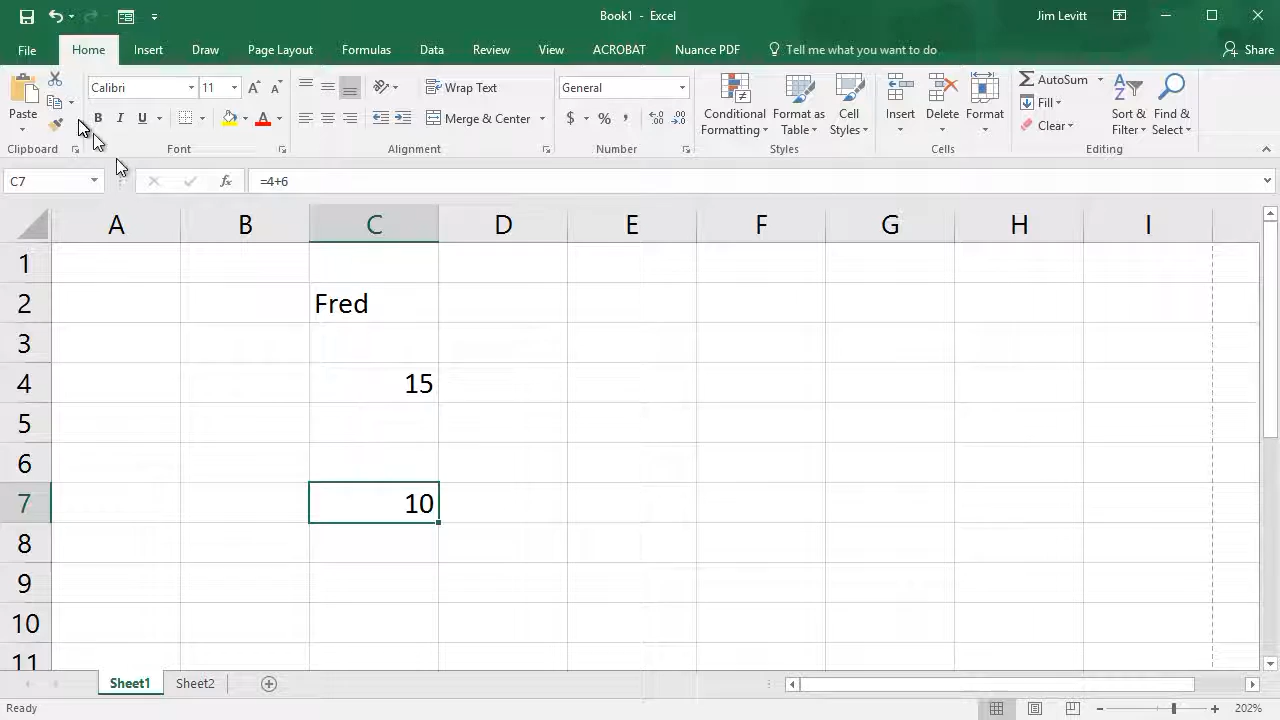 Book1 - Excel
Jim Levitt
File Home Insert Draw Page Layout Formulas Data Review View ACROBAT Nuance PDF Tell me what you want to do Share
Paste
Calibri 11
B I U
Wrap Text
Merge & Center
General
$ % ,
Conditional Formatting
Format as Table
Cell Styles
Insert
Delete
Format
AutoSum
Fill
Clear
Sort & Filter
Find & Select
Clipboard Font Alignment Number Styles Cells Editing
C7 fx =4+6
A B C D E F G H I
1
2 Fred
3
4 15
5
6
7 10
8
9
10
11
Sheet1 Sheet2
Ready 202%